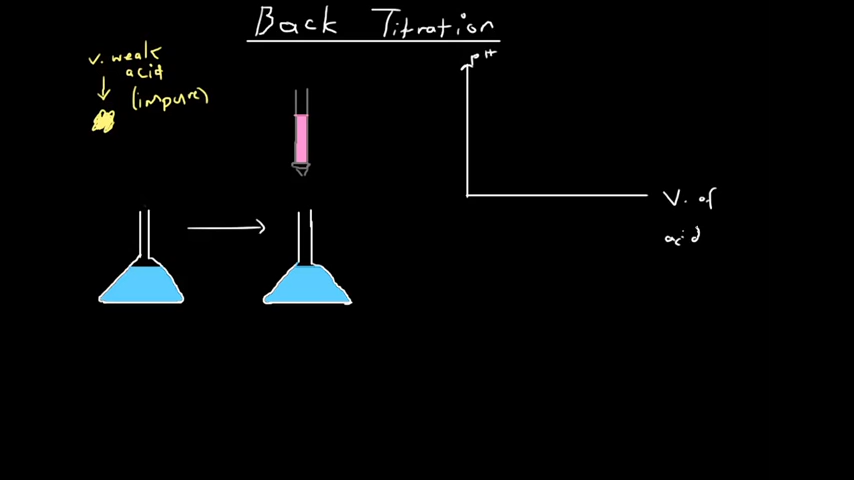 Back Titration
v. weak
acid
(impure)
pH
V. of
acid